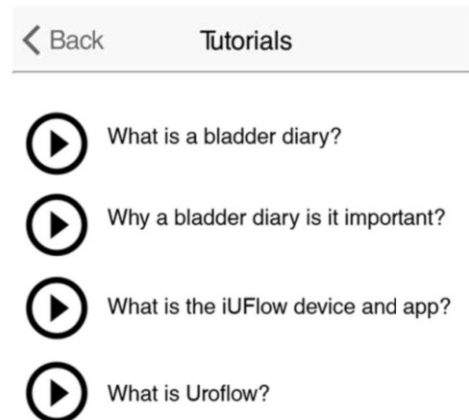 Back Tutorials
What is a bladder diary?
Why a bladder diary is it important?
What is the iUFlow device and app?
What is Uroflow?